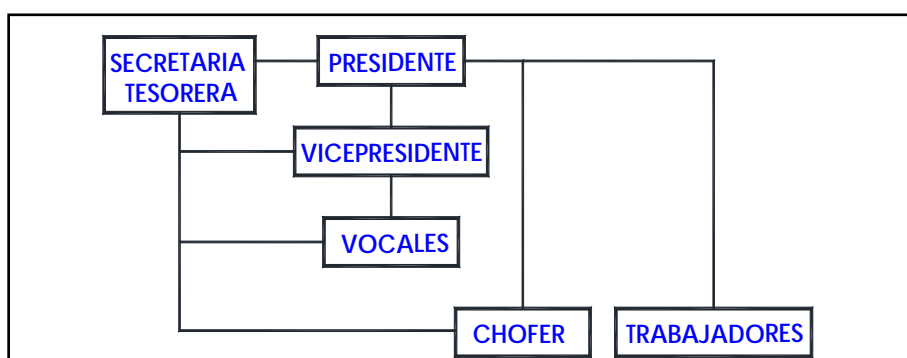 SECRETARIA
TESORERA
PRESIDENTE
VICEPRESIDENTE
VOCALES
CHOFER
TRABAJADORES